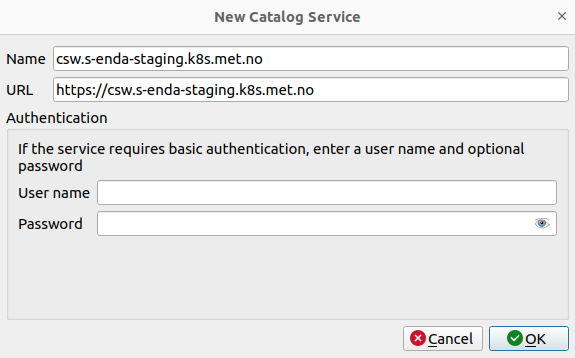 New Catalog Service
Name csw.s-enda-staging.k8s.met.no
URL https://csw.s-enda-staging.k8s.met.no
Authentication
If the service requires basic authentication, enter a user name and optional
password
User name
Password
Cancel OK